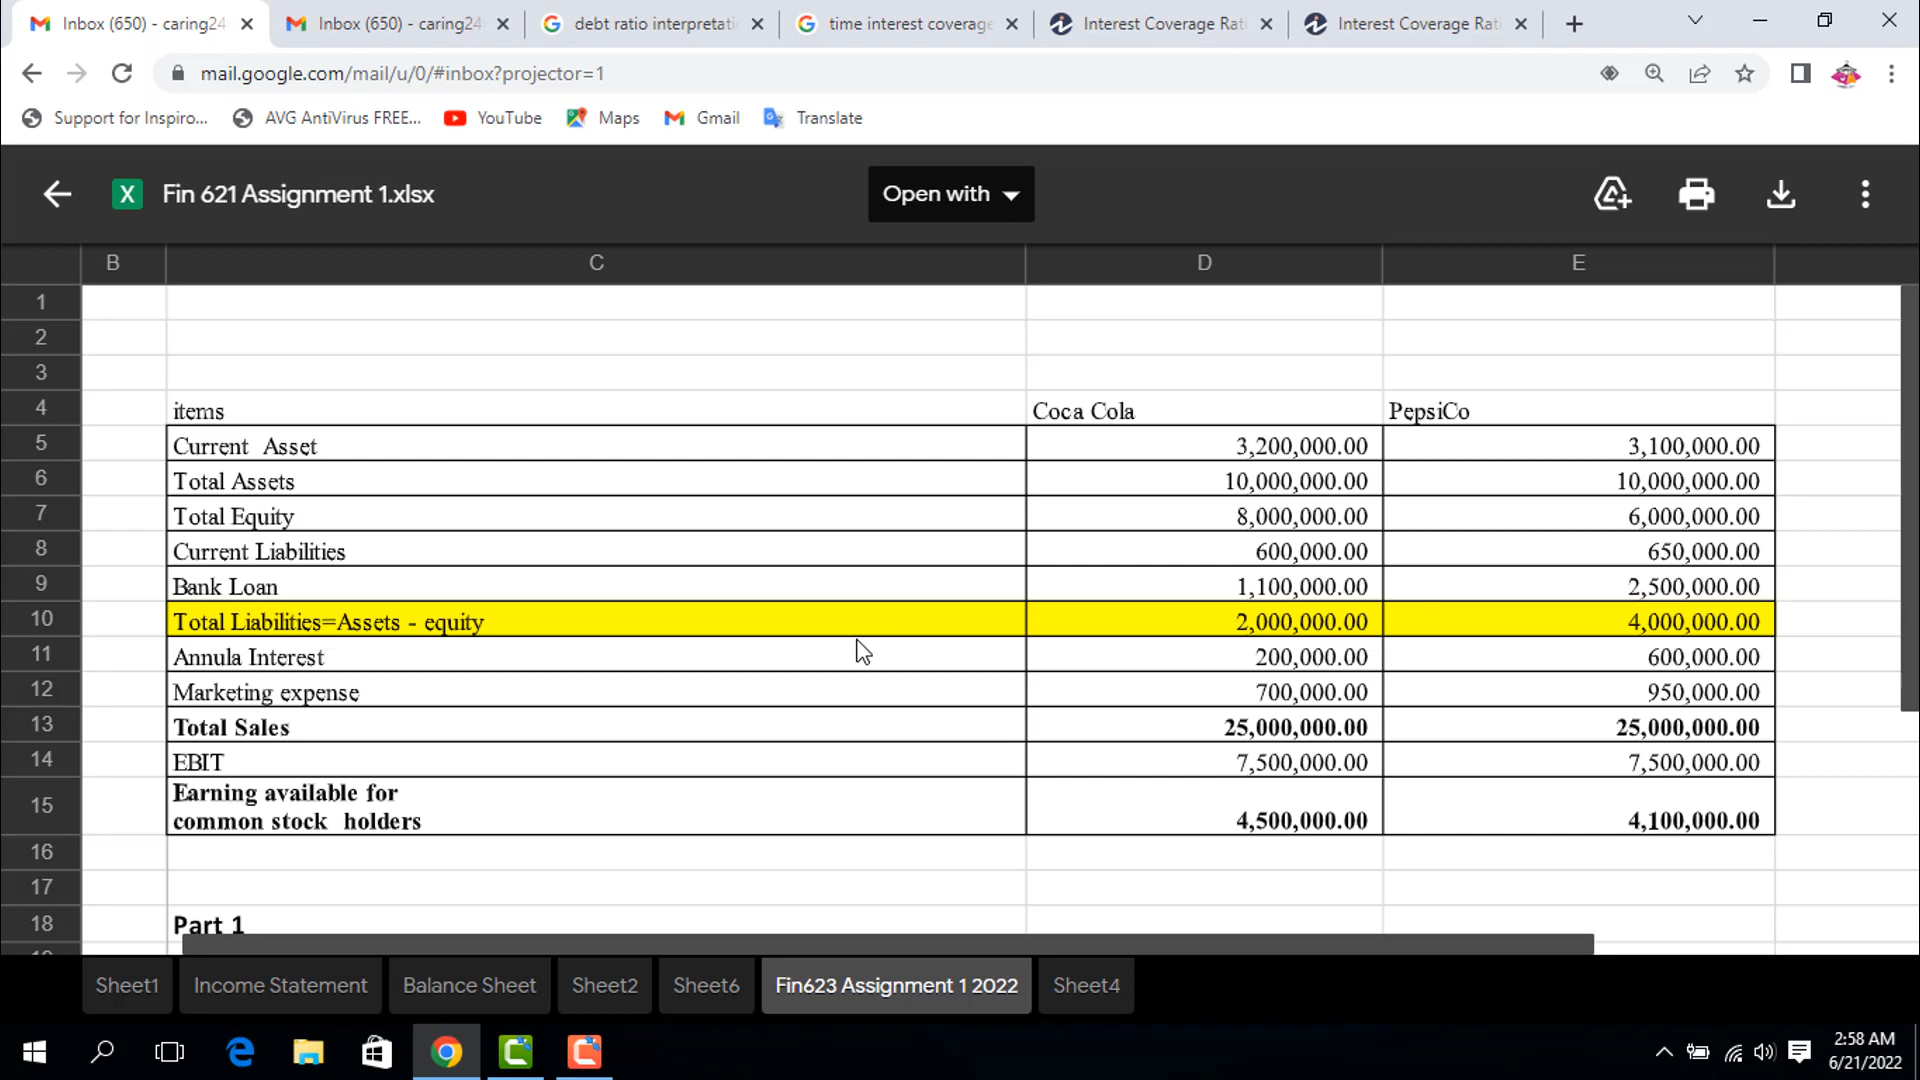 Inbox (650) - caring24 Inbox (650) - caring24 debt ratio interpretati time interest coverage Interest Coverage Rati Interest Coverage Rati
mail.google.com/mail/u/0/#inbox?projector=1
Support for Inspiro... AVG AntiVirus FREE... YouTube Maps Gmail Translate
X Fin 621 Assignment 1.xlsx Open with
B C D E
1
2
3
4 items Coca Cola PepsiCo
5 Current Asset 3,200,000.00 3,100,000.00
6 Total Assets 10,000,000.00 10,000,000.00
7 Total Equity 8,000,000.00 6,000,000.00
8 Current Liabilities 600,000.00 650,000.00
9 Bank Loan 1,100,000.00 2,500,000.00
10 Total Liabilities=Assets - equity 2,000,000.00 4,000,000.00
11 Annula Interest 200,000.00 600,000.00
12 Marketing expense 700,000.00 950,000.00
13 Total Sales 25,000,000.00 25,000,000.00
14 EBIT 7,500,000.00 7,500,000.00
Earning available for
15 common stock holders 4,500,000.00 4,100,000.00
16
17
18 Part 1
Sheet1 Income Statement Balance Sheet Sheet2 Sheet6 Fin623 Assignment 1 2022 Sheet4
2:58 AM
6/21/2022